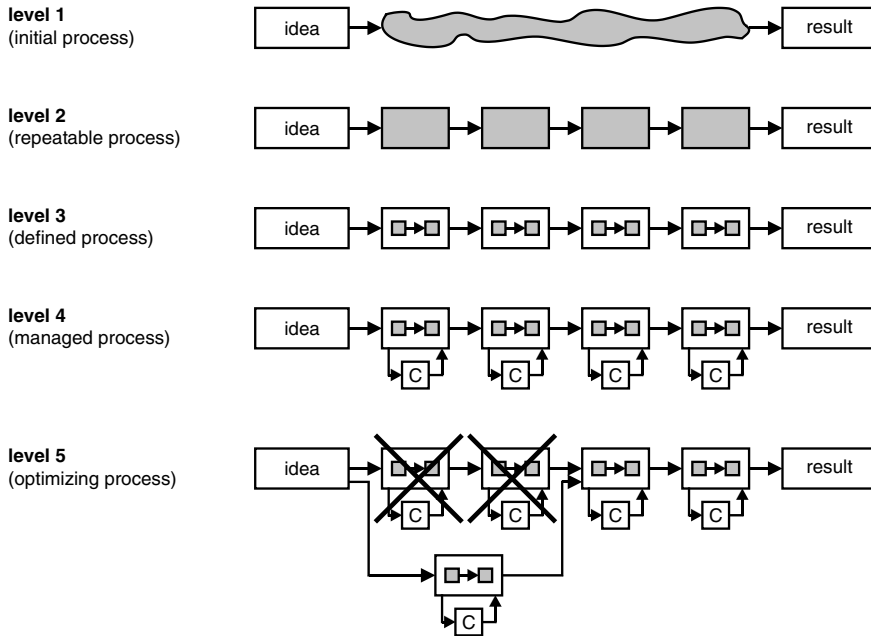 level 1
(initial process)
idea
result
level 2
(repeatable process)
idea
result
level 3
(defined process)
idea
result
level 4
(managed process)
idea
result
C
C
C
C
level 5
(optimizing process)
idea
result
C
C
C
C
C